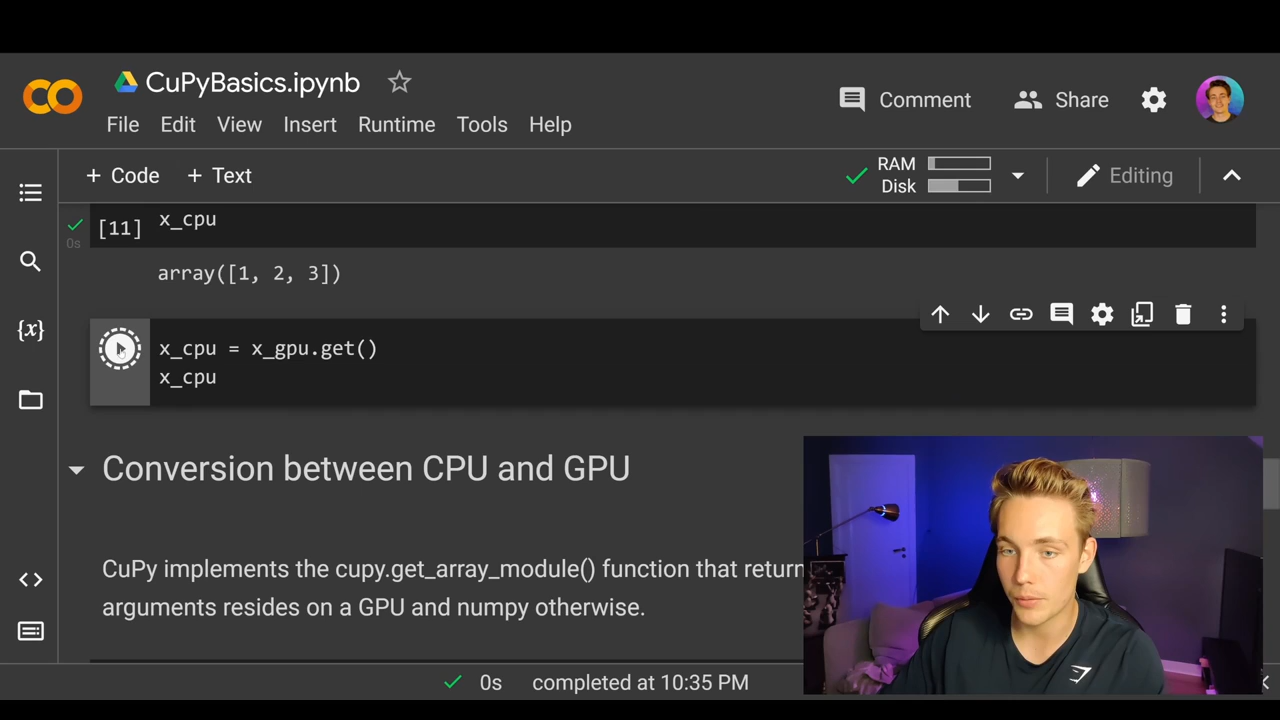 CuPyBasics.ipynb
File Edit View Insert Runtime Tools Help
Comment Share
+ Code + Text
RAM
Disk
Editing
[11] x_cpu
0s
array([1, 2, 3])
{x}
x_cpu = x_gpu.get()
x_cpu
Conversion between CPU and GPU
CuPy implements the cupy.get_array_module() function that return
arguments resides on a GPU and numpy otherwise.
0s completed at 10:35 PM